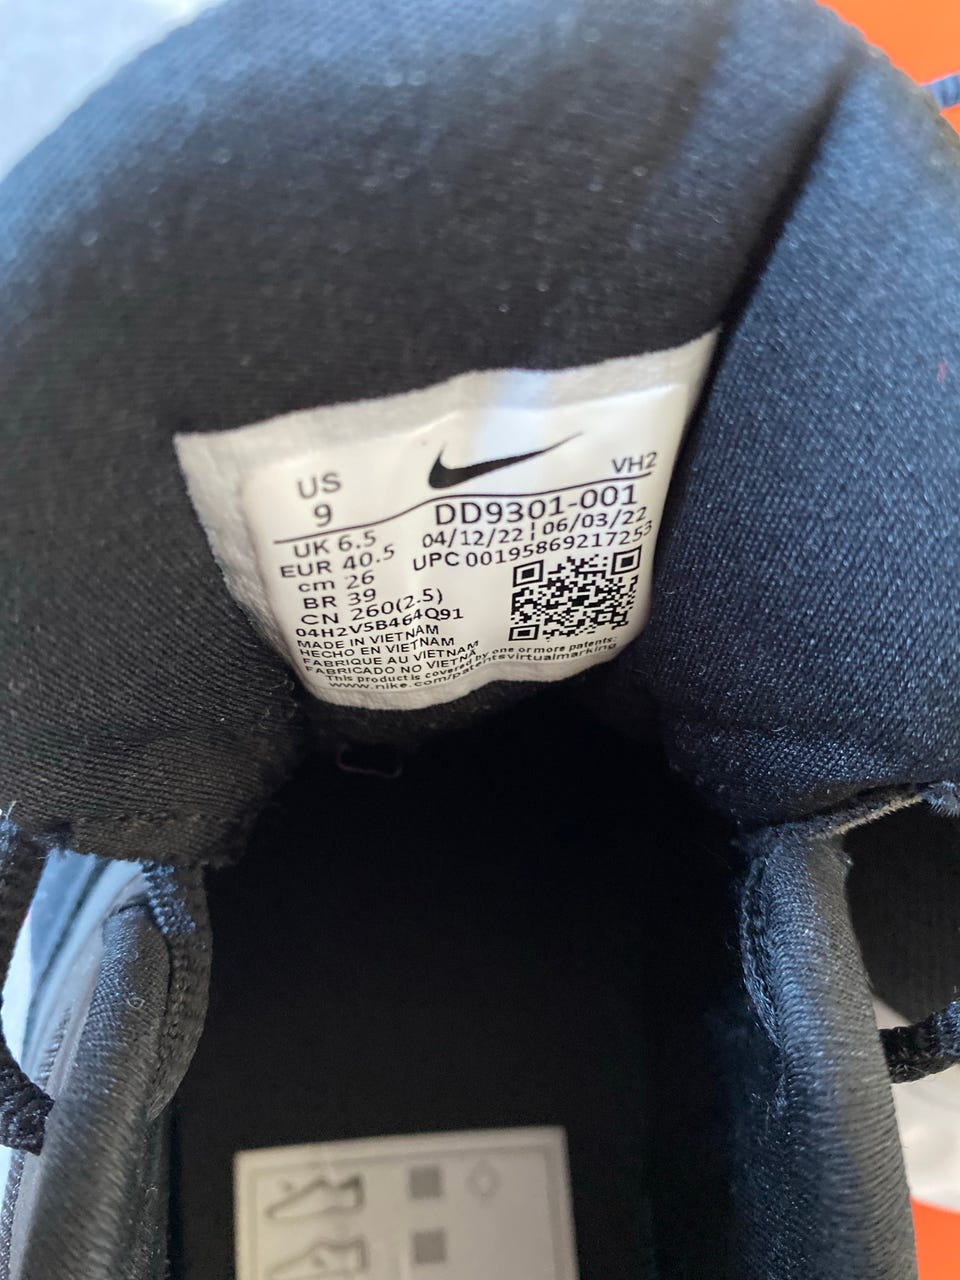 US
9
VH2
DD9301-001
04/12/22 | 06/03/22
UPC 00195869217253
UK 6.5
EUR 40.5
cm 26
BR 39
CN 260(2.5)
04H2V5B464Q91
MADE IN VIETNAM
HECHO EN VIETNAM
FABRIQUE AU VIETNAM
FABRICADO NO VIETNA
This product is covered by one or more patents:
www.nike.com/patentsvirtualmarking